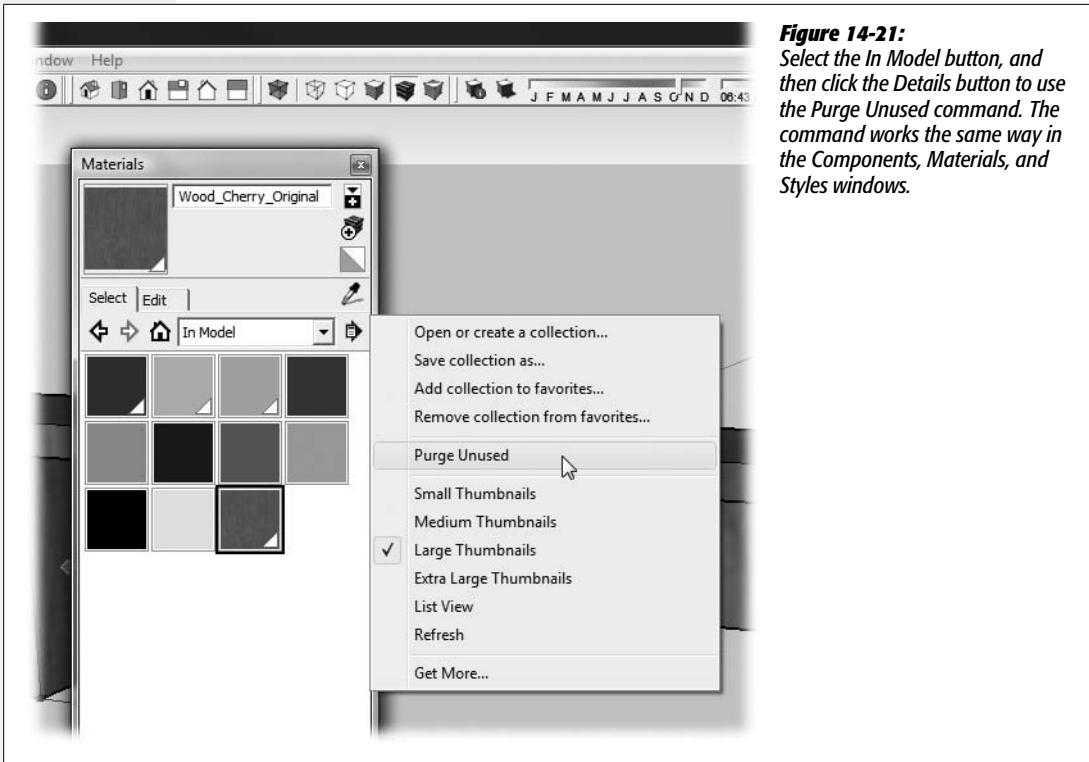 Figure 14-21:
Select the In Model button, and
then click the Details button to use
the Purge Unused command. The
command works the same way in
the Components, Materials, and
Styles windows.
ndow Help
J F M A M J J A S O N D 06:43
Materials
Wood_Cherry_Original
Select Edit
In Model
Open or create a collection...
Save collection as...
Add collection to favorites...
Remove collection from favorites...
Purge Unused
Small Thumbnails
Medium Thumbnails
Large Thumbnails
Extra Large Thumbnails
List View
Refresh
Get More...